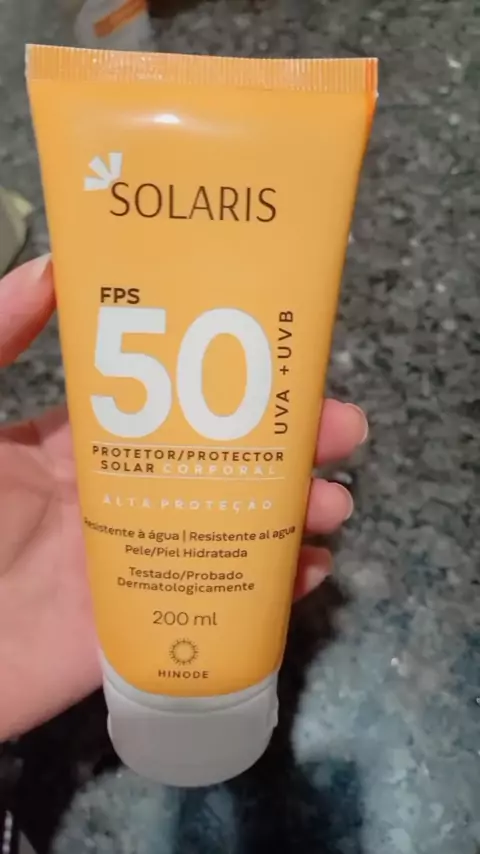 SOLARIS
FPS
50
UVA + UVB
PROTETOR/PROTECTOR
SOLAR CORPORAL
ALTA PROTEÇÃO
Resistente à água | Resistente al agua
Pele/Piel Hidratada
Testado/Probado
Dermatologicamente
200 ml
HINODE